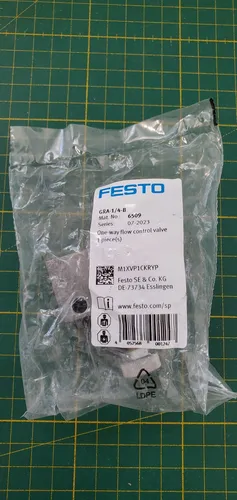 FESTO
GRA-1/4-B
Mat. No. 6509
Series: 07-2023
One-way flow control valve
1 piece(s)
M1XVP1CKRYP
Festo SE & Co. KG
DE-73734 Esslingen
www.festo.com/sp
04
LDPE